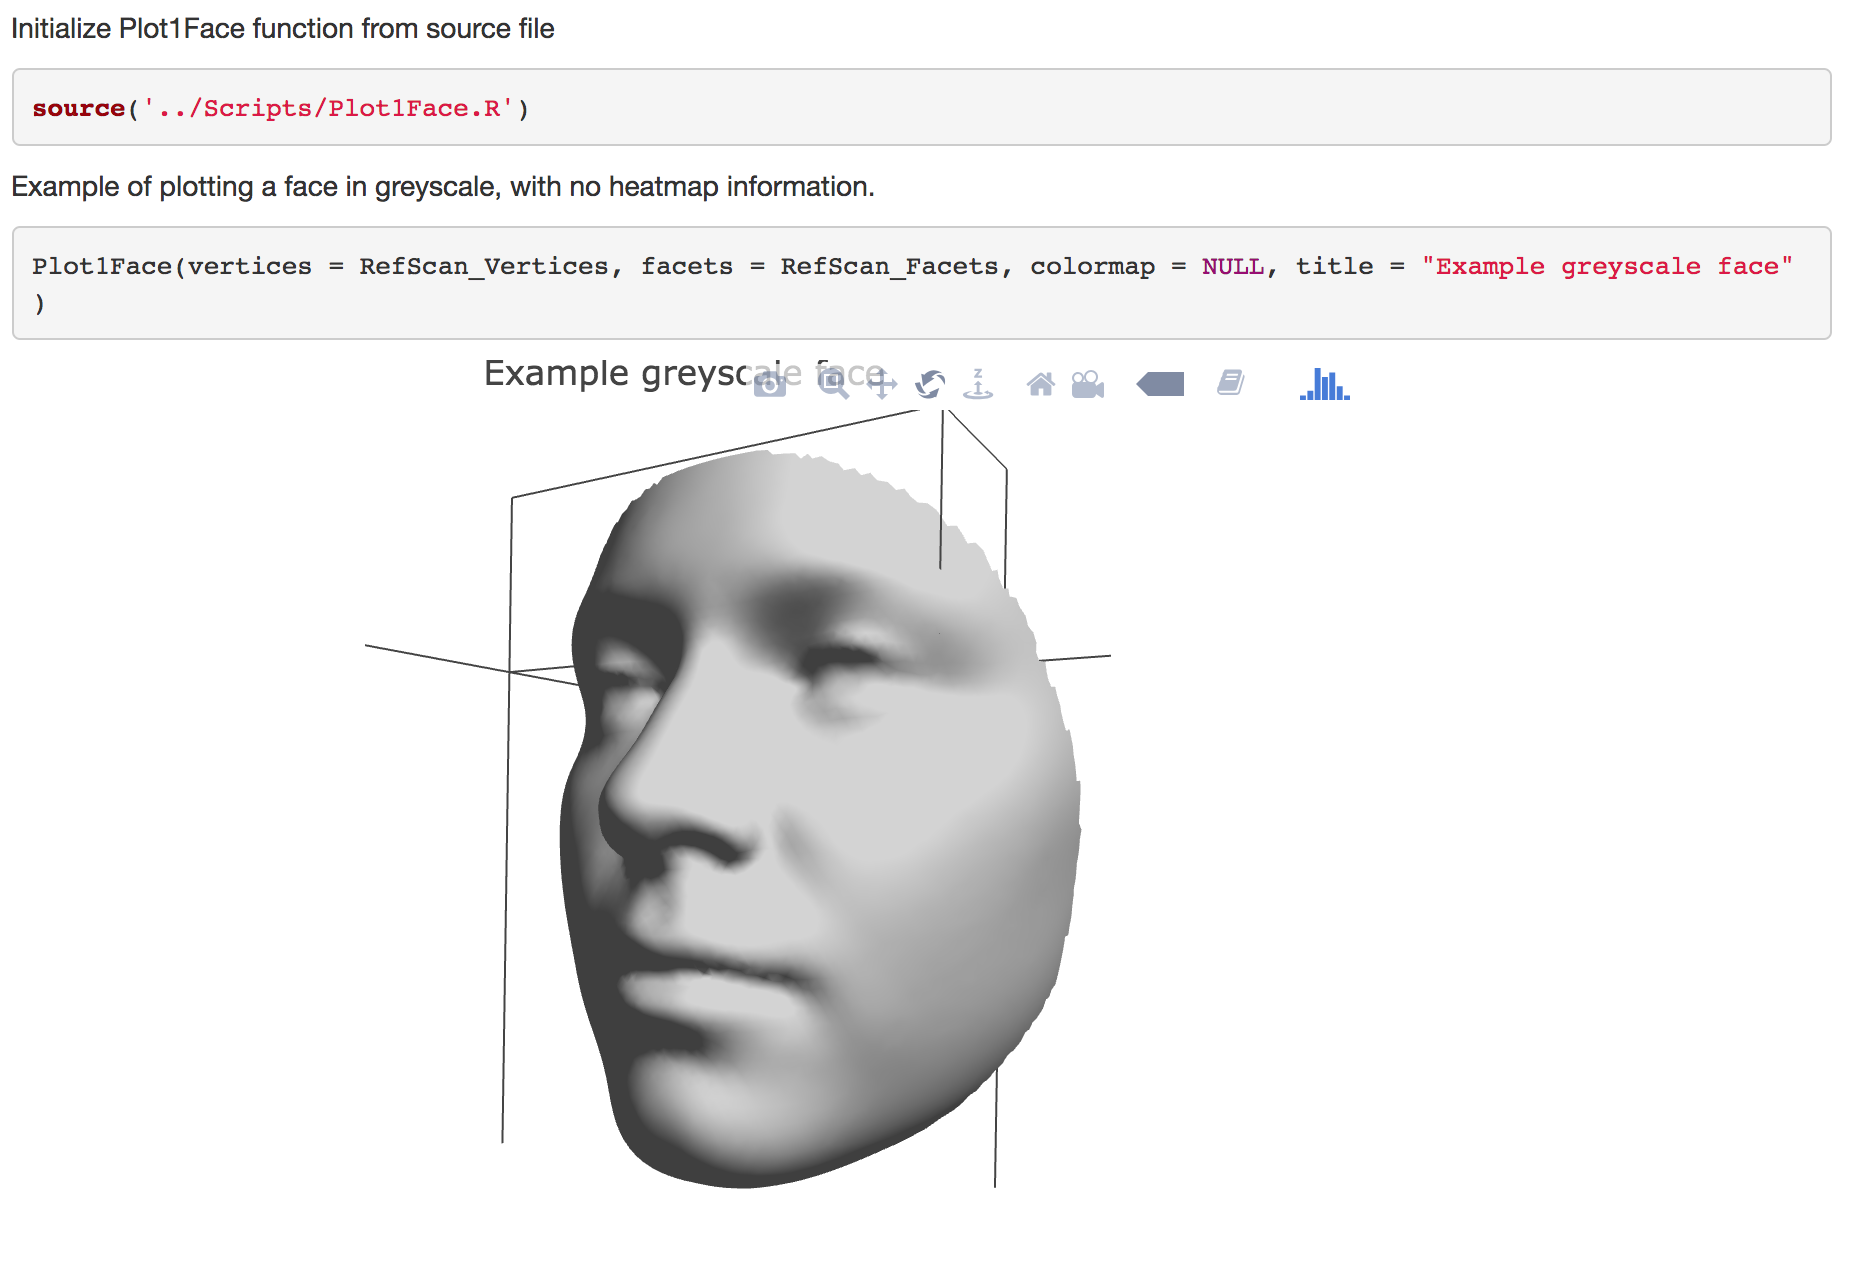 Initialize Plot1Face function from source file
source('../Scripts/Plot1Face.R')
Example of plotting a face in greyscale, with no heatmap information.
Plot1Face(vertices = RefScan_Vertices, facets = RefScan_Facets, colormap = NULL, title = "Example greyscale face"
)
Example greyscale face
z